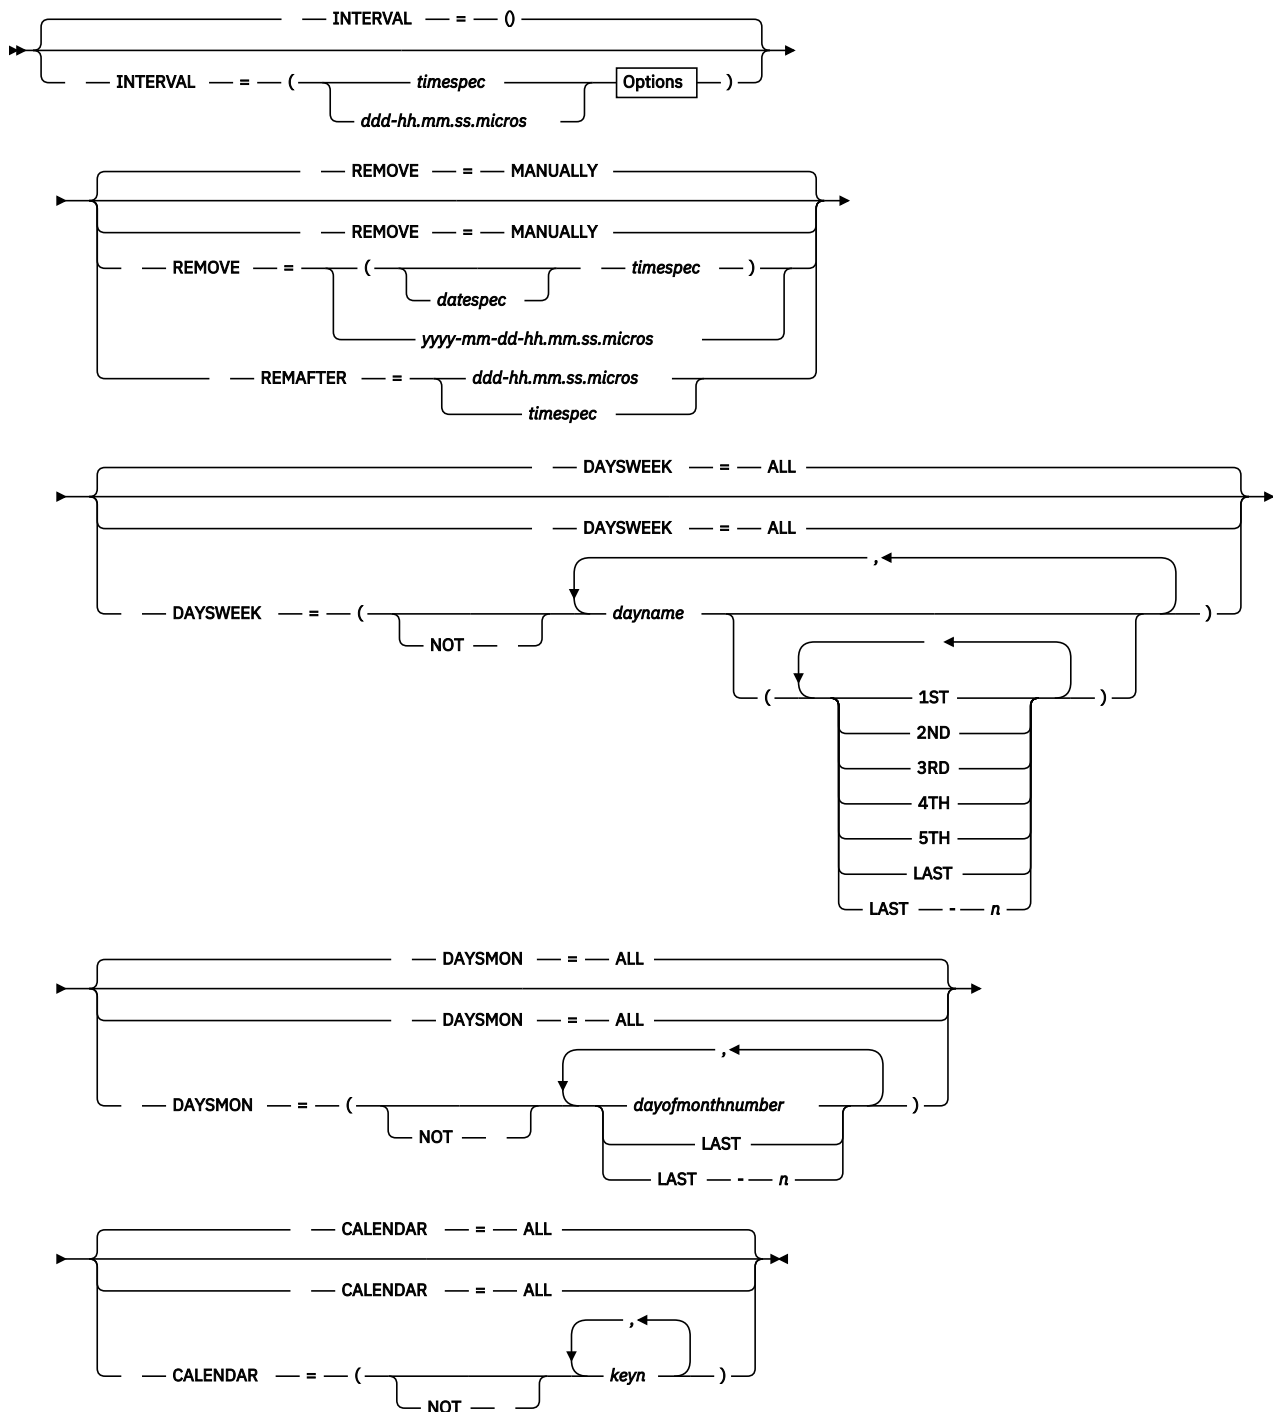 INTERVAL = ()
INTERVAL = ( timespec Options )
ddd-hh.mm.ss.micros
REMOVE = MANUALLY
REMOVE = MANUALLY
REMOVE = ( timespec )
datespec
yyyy-mm-dd-hh.mm.ss.micros
REMAFTER = ddd-hh.mm.ss.micros
timespec
DAYSWEEK = ALL
DAYSWEEK = ALL
,
DAYSWEEK = ( dayname )
NOT
( 1ST )
2ND
3RD
4TH
5TH
LAST
LAST - n
DAYSMON = ALL
DAYSMON = ALL
,
DAYSMON = ( dayofmonthnumber )
NOT
LAST
LAST - n
CALENDAR = ALL
CALENDAR = ALL
,
CALENDAR = ( keyn )
NOT